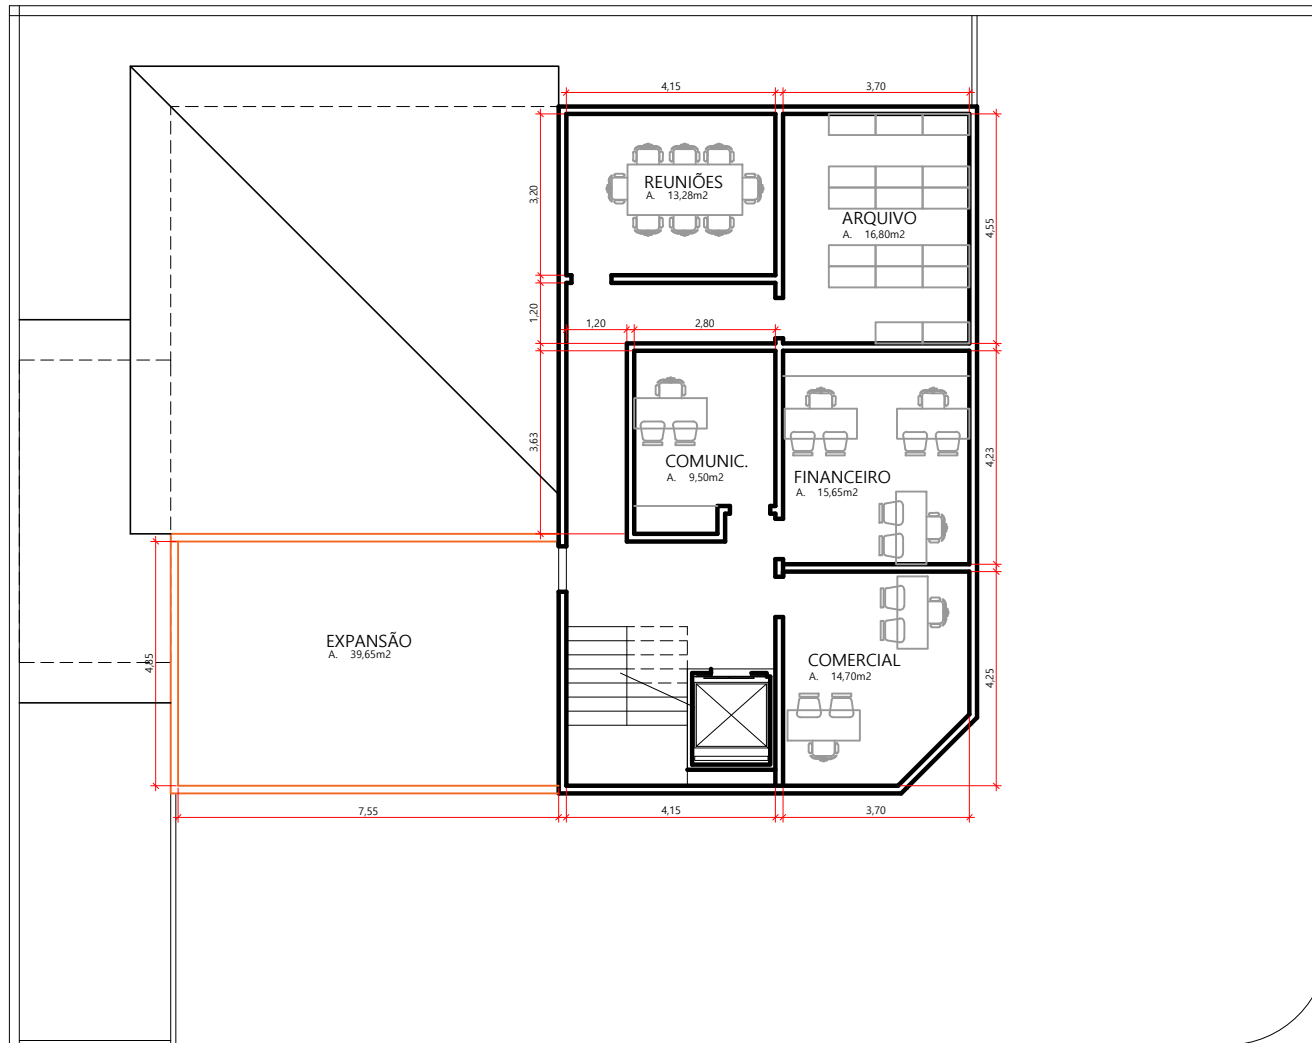 4,15
3,70
REUNIÕES
A. 13,28m2
3,20
ARQUIVO
A. 16,80m2
4,55
1,20
1,20
2,80
3,63
COMUNIC.
A. 9,50m2
FINANCEIRO
A. 15,65m2
4,23
EXPANSÃO
A. 39,65m2
4,85
COMERCIAL
A. 14,70m2
4,25
7,55
4,15
3,70